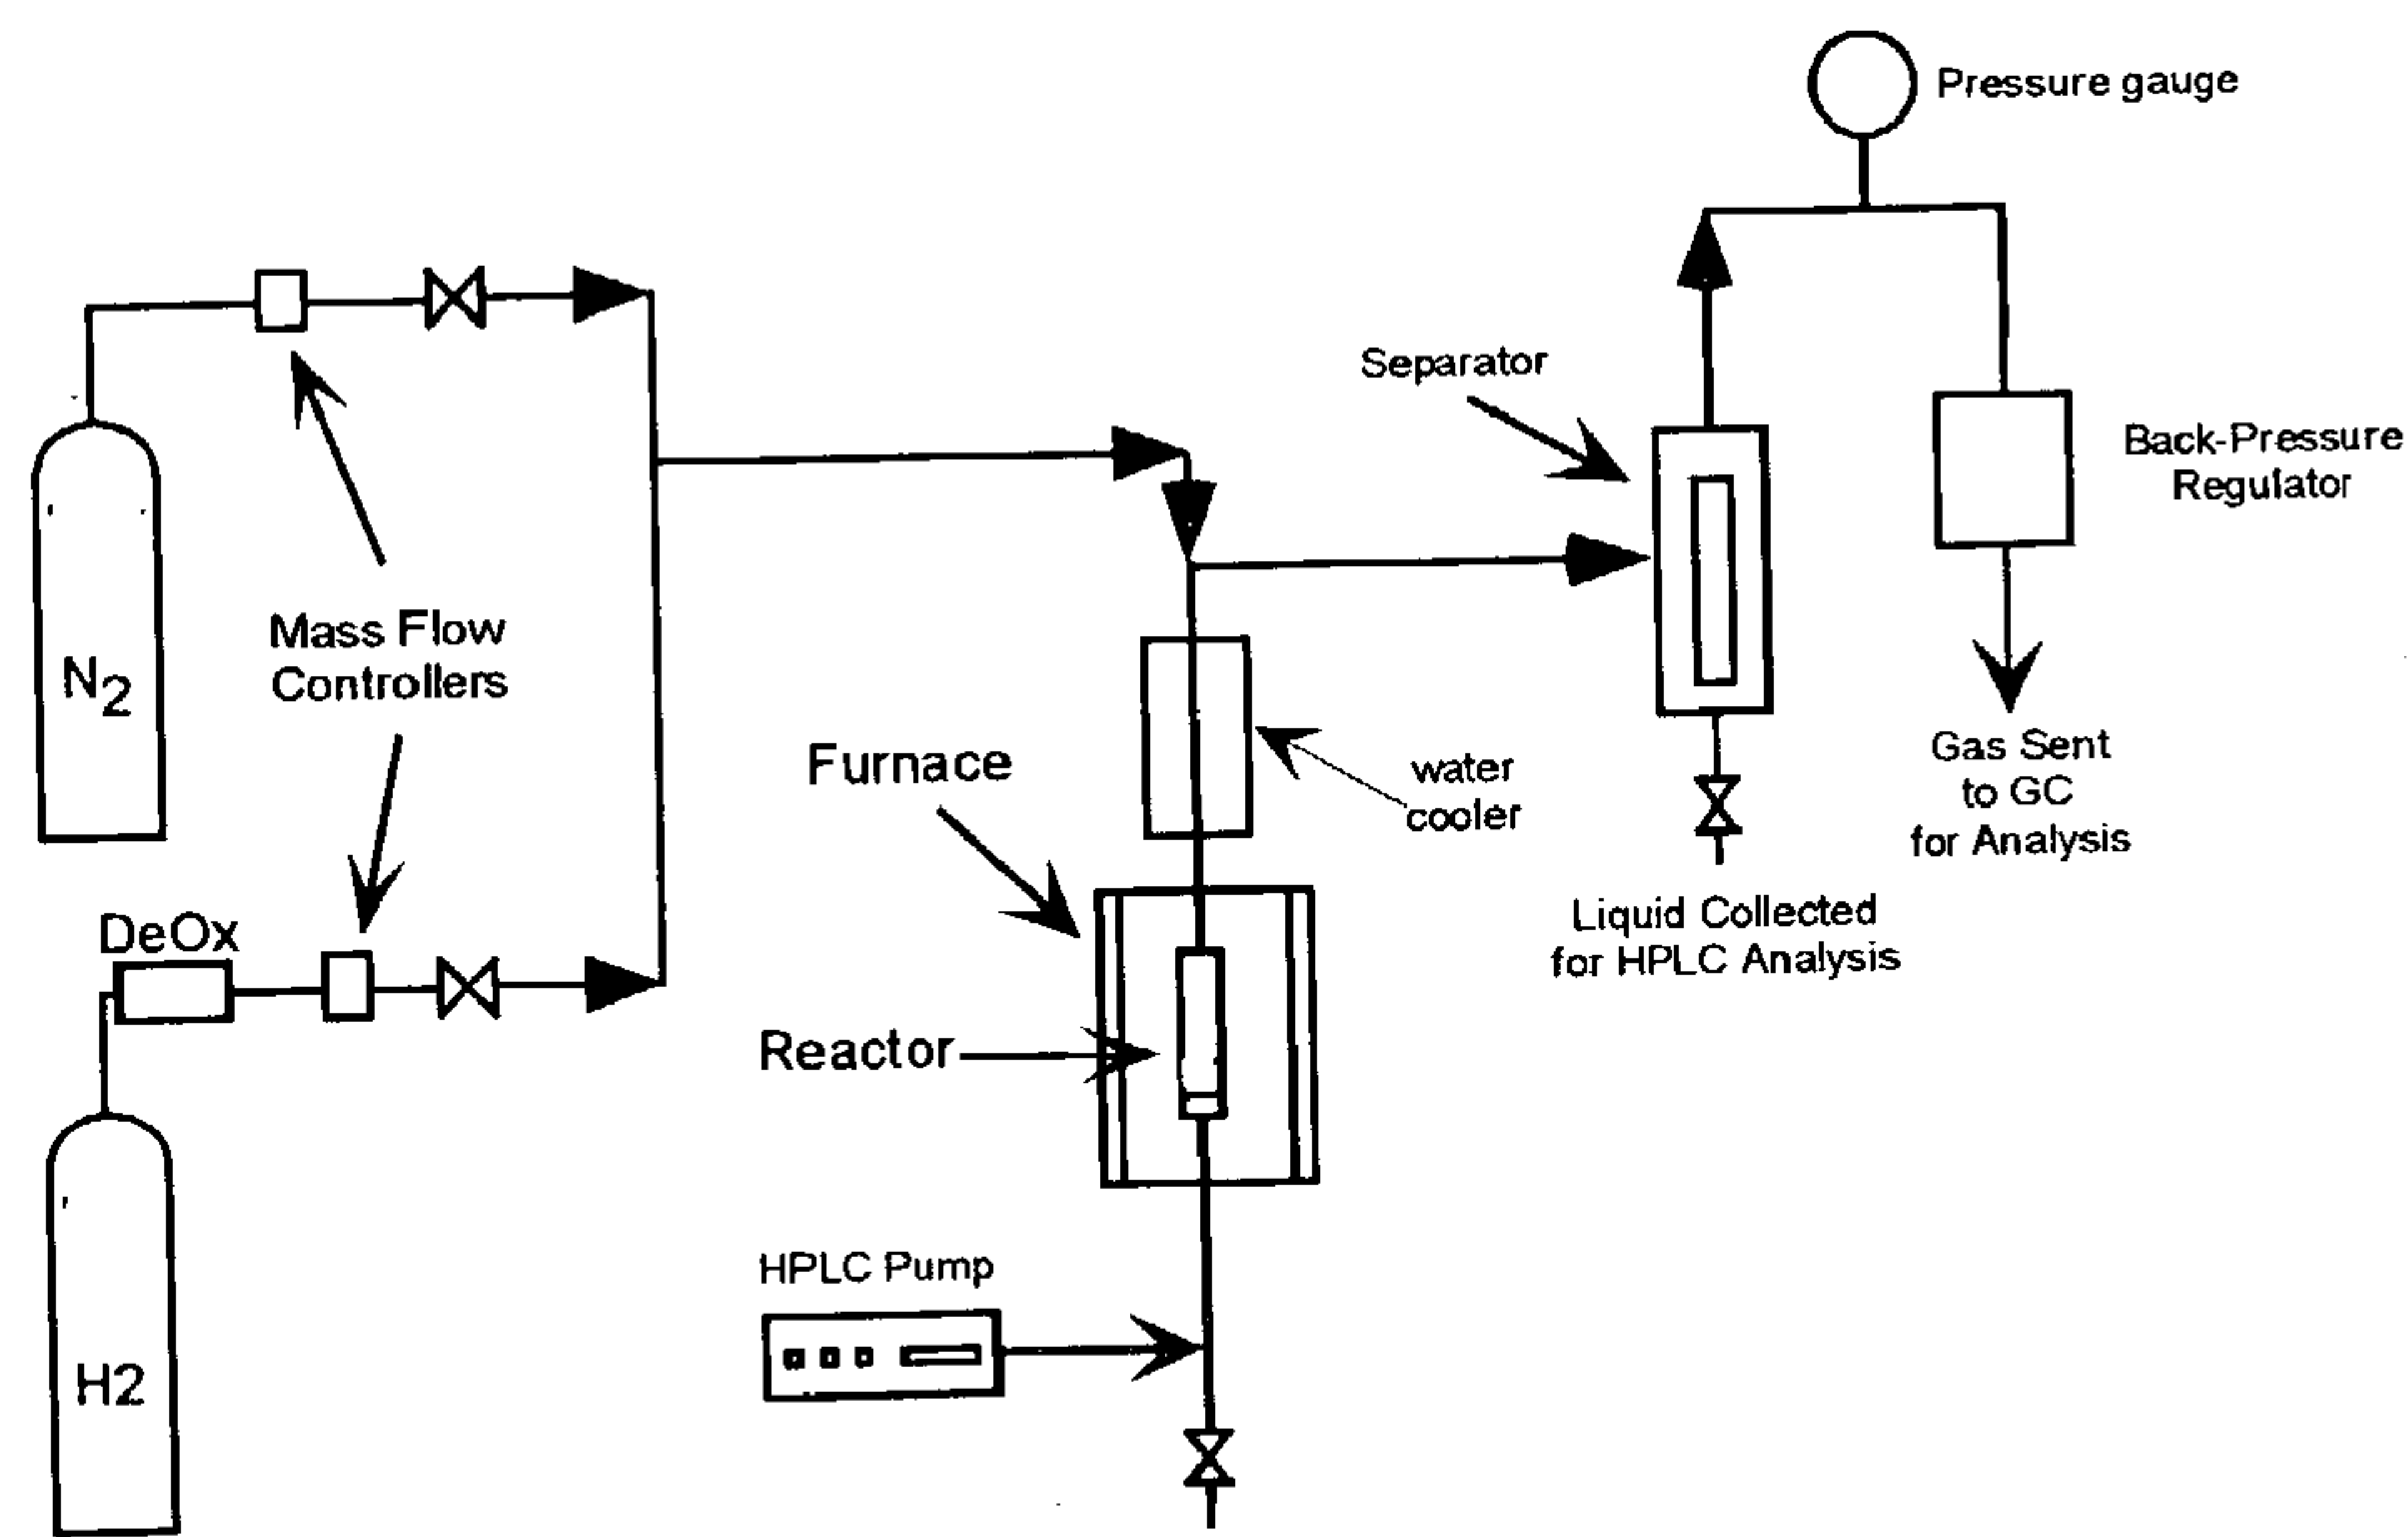 Pressure gauge
Separator
Back-Pressure
Regulator
Mass Flow
Controllers
N2
Furnace
water
cooler
Gas Sent
to GC
for Analysis
DeOx
Liquid Collected
for HPLC Analysis
Reactor
HPLC Pump
H2